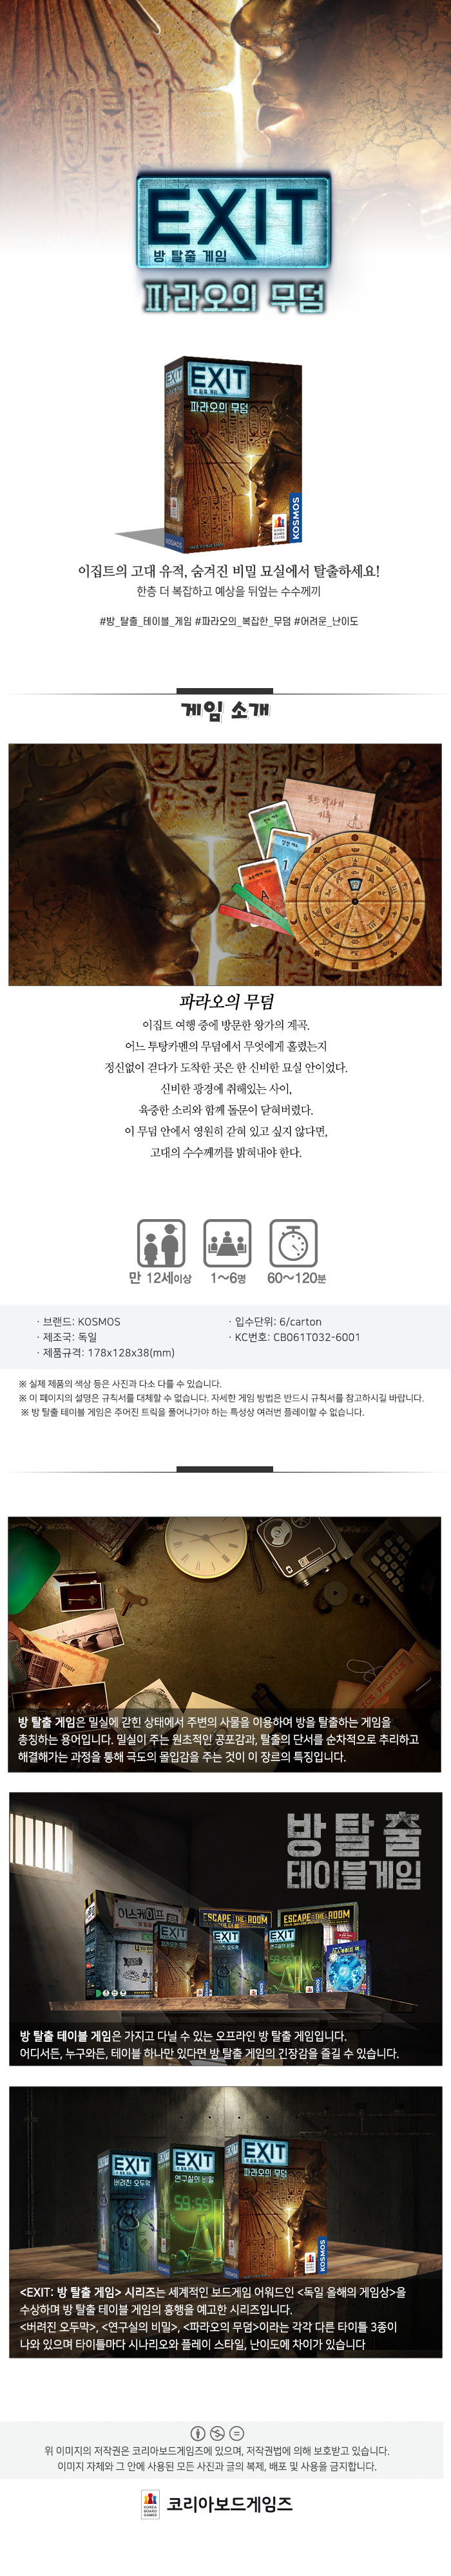 EXIT
방 탈출 게임
파라오의 무덤
EXIT
EXIT
방 탈출 게임
파라오의 무덤
KOREA BOARD GAMES
KOSMOS
KOSMOS
이집트의 고대 유적, 숨겨진 비밀 묘실에서 탈출하세요!
한층 더 복잡하고 예상을 뒤엎는 수수께끼
#방_탈출_테이블_게임 #파라오의_복잡한_무덤 #어려운_난이도
게임 소개
1
A
파라오의 무덤
이집트 여행 중에 방문한 왕가의 계곡.
어느 투탕카멘의 무덤에서 무엇에게 홀렸는지
정신없이 걷다가 도착한 곳은 한 신비한 묘실 안이었다.
신비한 광경에 취해있는 사이,
육중한 소리와 함께 돌문이 닫혀버렸다.
이 무덤 안에서 영원히 갇혀 있고 싶지 않다면,
고대의 수수께끼를 밝혀내야 한다.
만 12세이상 1~6명 60~120분
· 브랜드: KOSMOS · 입수단위: 6/carton
· 제조국: 독일 · KC번호: CB061T032-6001
· 제품규격: 178x128x38(mm)
※ 실제 제품의 색상 등은 사진과 다소 다를 수 있습니다.
※ 이 페이지의 설명은 규칙서를 대체할 수 없습니다. 자세한 게임 방법은 반드시 규칙서를 참고하시길 바랍니다.
※ 방 탈출 테이블 게임은 주어진 트릭을 풀어나가야 하는 특성상 여러번 플레이할 수 없습니다.
방 탈출 게임은 밀실에 갇힌 상태에서 주변의 사물을 이용하여 방을 탈출하는 게임을
총칭하는 용어입니다. 밀실이 주는 원초적인 공포감과, 탈출의 단서를 순차적으로 추리하고
해결해가는 과정을 통해 극도의 몰입감을 주는 것이 이 장르의 특징입니다.
방탈출
테이블게임
이스케이프
ESCAPE THE ROOM
ESCAPE THE ROOM
EXIT
EXIT
EXIT
방 탈출 테이블 게임은 가지고 다닐 수 있는 오프라인 방 탈출 게임입니다.
어디서든, 누구와든, 테이블 하나만 있다면 방 탈출 게임의 긴장감을 즐길 수 있습니다.
EXIT
버려진 오두막
EXIT
연구실의 비밀
59:55
EXIT
파라오의 무덤
KOSMOS
<EXIT: 방 탈출 게임> 시리즈는 세계적인 보드게임 어워드인 <독일 올해의 게임상>을
수상하며 방 탈출 테이블 게임의 흥행을 예고한 시리즈입니다.
<버려진 오두막>, <연구실의 비밀>, <파라오의 무덤>이라는 각각 다른 타이틀 3종이
나와 있으며 타이틀마다 시나리오와 플레이 스타일, 난이도에 차이가 있습니다
위 이미지의 저작권은 코리아보드게임즈에 있으며, 저작권법에 의해 보호받고 있습니다.
이미지 자체와 그 안에 사용된 모든 사진과 글의 복제, 배포 및 사용을 금지합니다.
KOREA BOARD GAMES
코리아보드게임즈